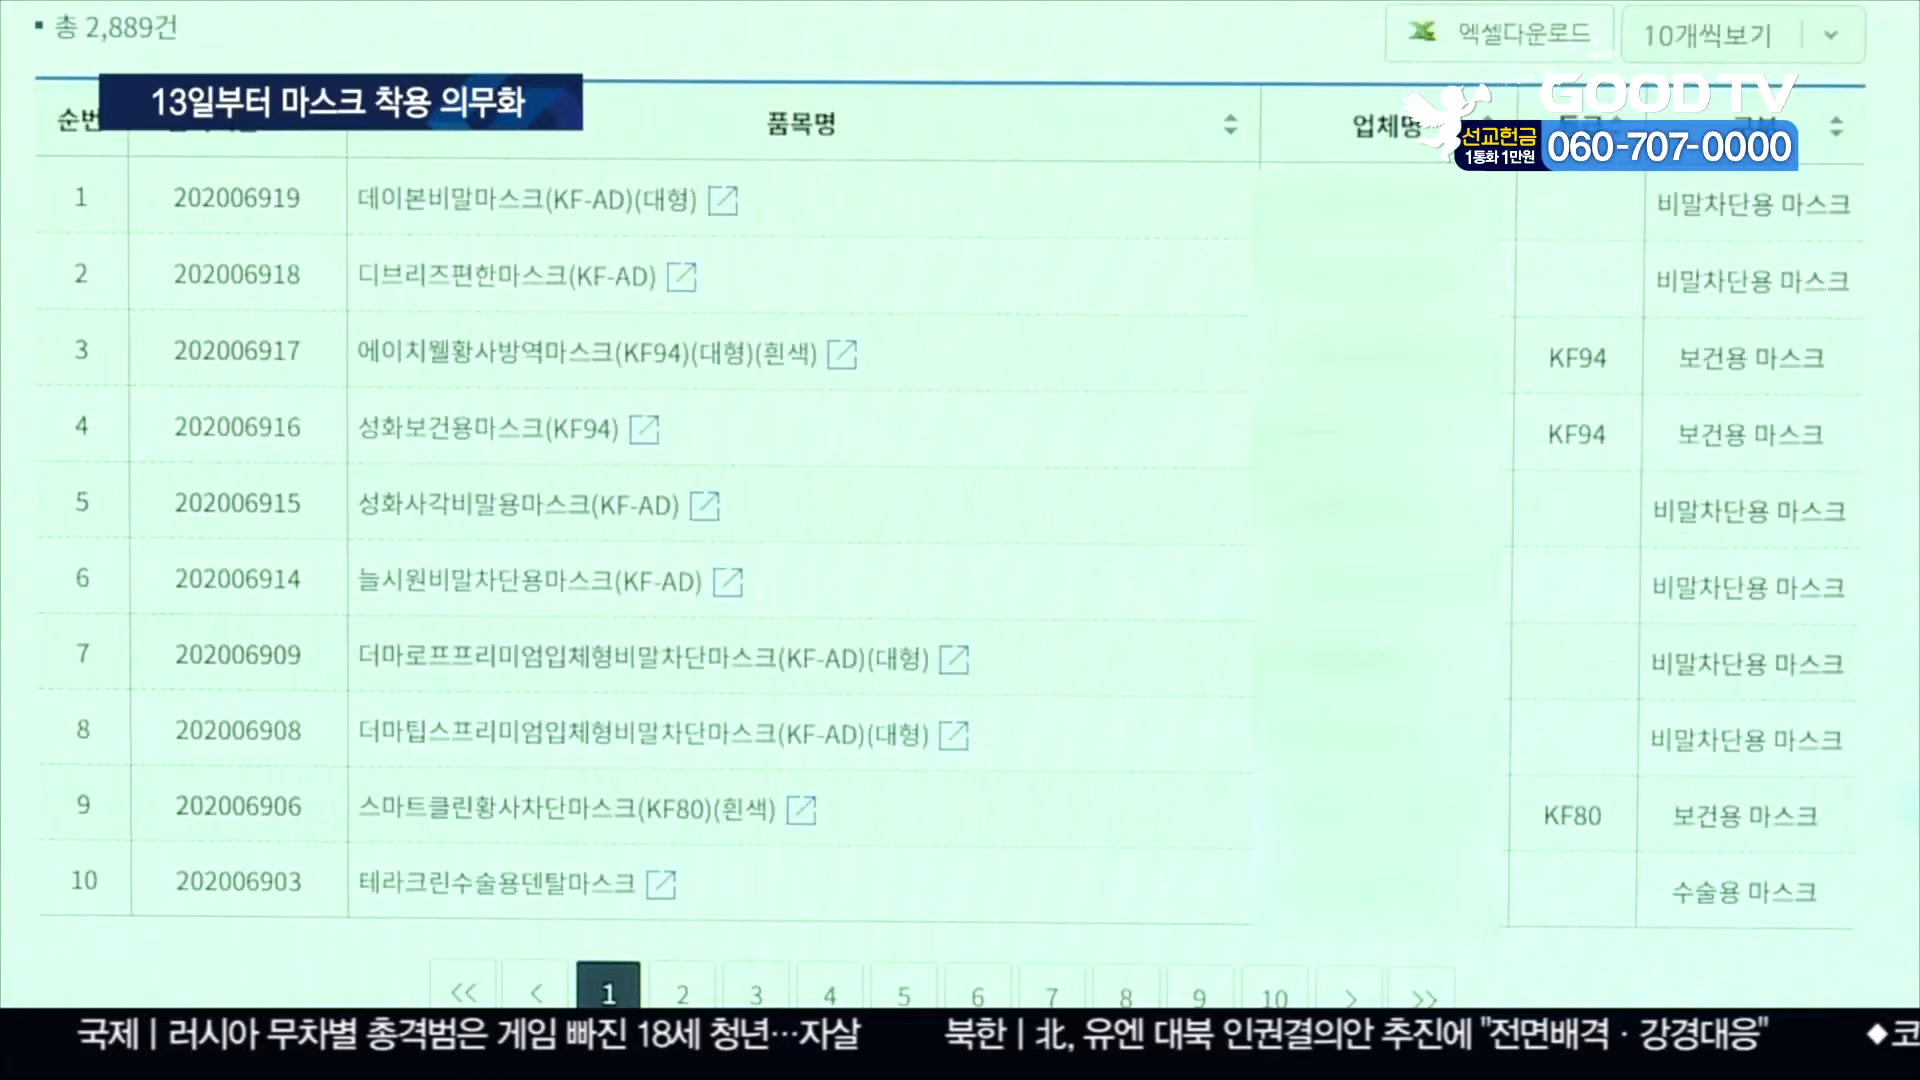 총 2,889건
엑셀다운로드
10개씩보기
13일부터 마스크 착용 의무화
GOOD TV
선교헌금
1통화 1만원
060-707-0000
순번 품목명 업체명
1 202006919 데이본비말마스크(KF-AD)(대형) 비말차단용 마스크
2 202006918 디브리즈편한마스크(KF-AD) 비말차단용 마스크
3 202006917 에이치웰황사방역마스크(KF94)(대형)(흰색) KF94 보건용 마스크
4 202006916 성화보건용마스크(KF94) KF94 보건용 마스크
5 202006915 성화사각비말용마스크(KF-AD) 비말차단용 마스크
6 202006914 늘시원비말차단용마스크(KF-AD) 비말차단용 마스크
7 202006909 더마로프프리미엄입체형비말차단마스크(KF-AD)(대형) 비말차단용 마스크
8 202006908 더마팁스프리미엄입체형비말차단마스크(KF-AD)(대형) 비말차단용 마스크
9 202006906 스마트클린황사차단마스크(KF80)(흰색) KF80 보건용 마스크
10 202006903 테라크린수술용덴탈마스크 수술용 마스크
<< < 1 2 3 4 5 6 7 8 9 10 > >>
국제 | 러시아 무차별 총격범은 게임 빠진 18세 청년…자살 북한 | 北, 유엔 대북 인권결의안 추진에 "전면배격·강경대응" ◆코